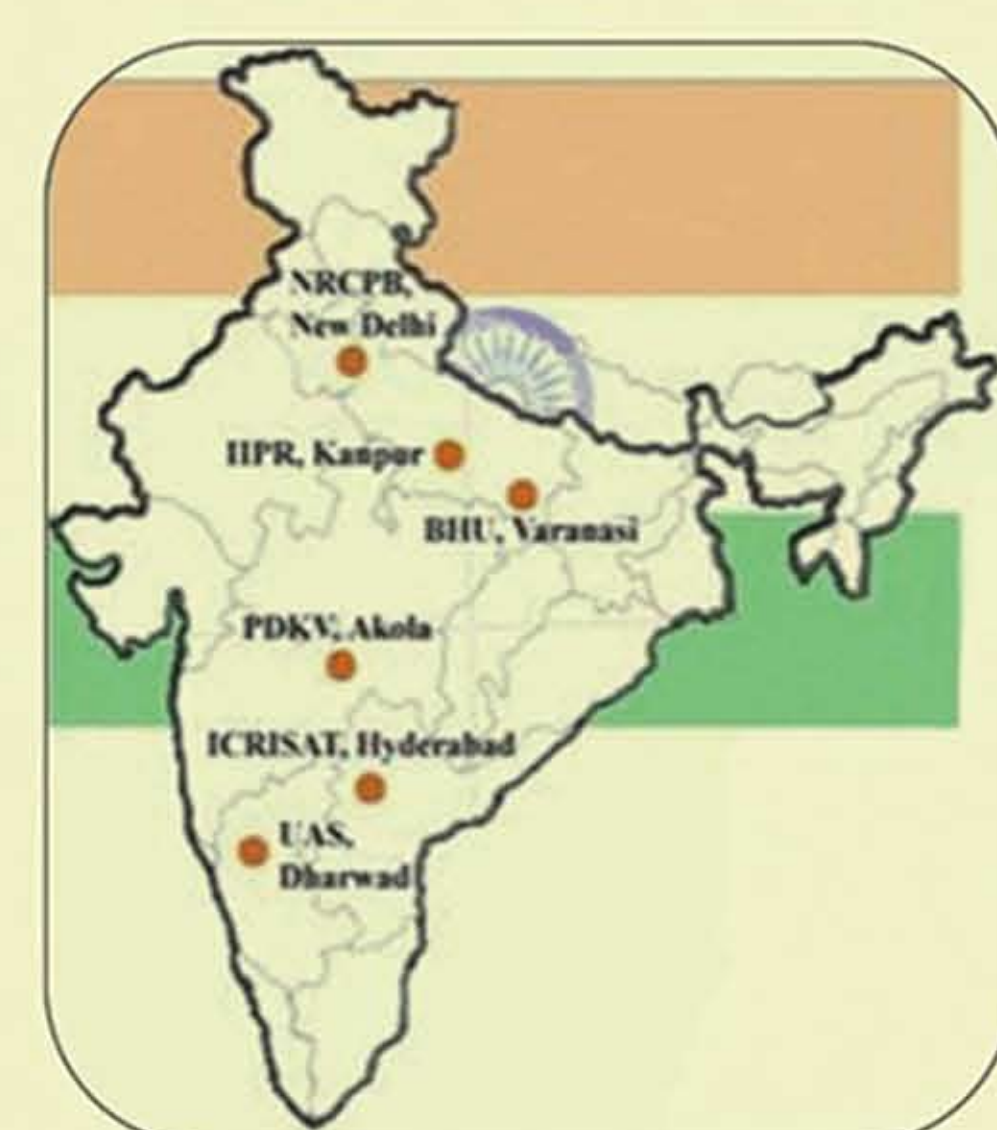 NRCPB,
New Delhi
IIPR, Kanpur
BHU, Varanasi
PDKV, Akola
ICRISAT, Hyderabad
UAS,
Dharwad